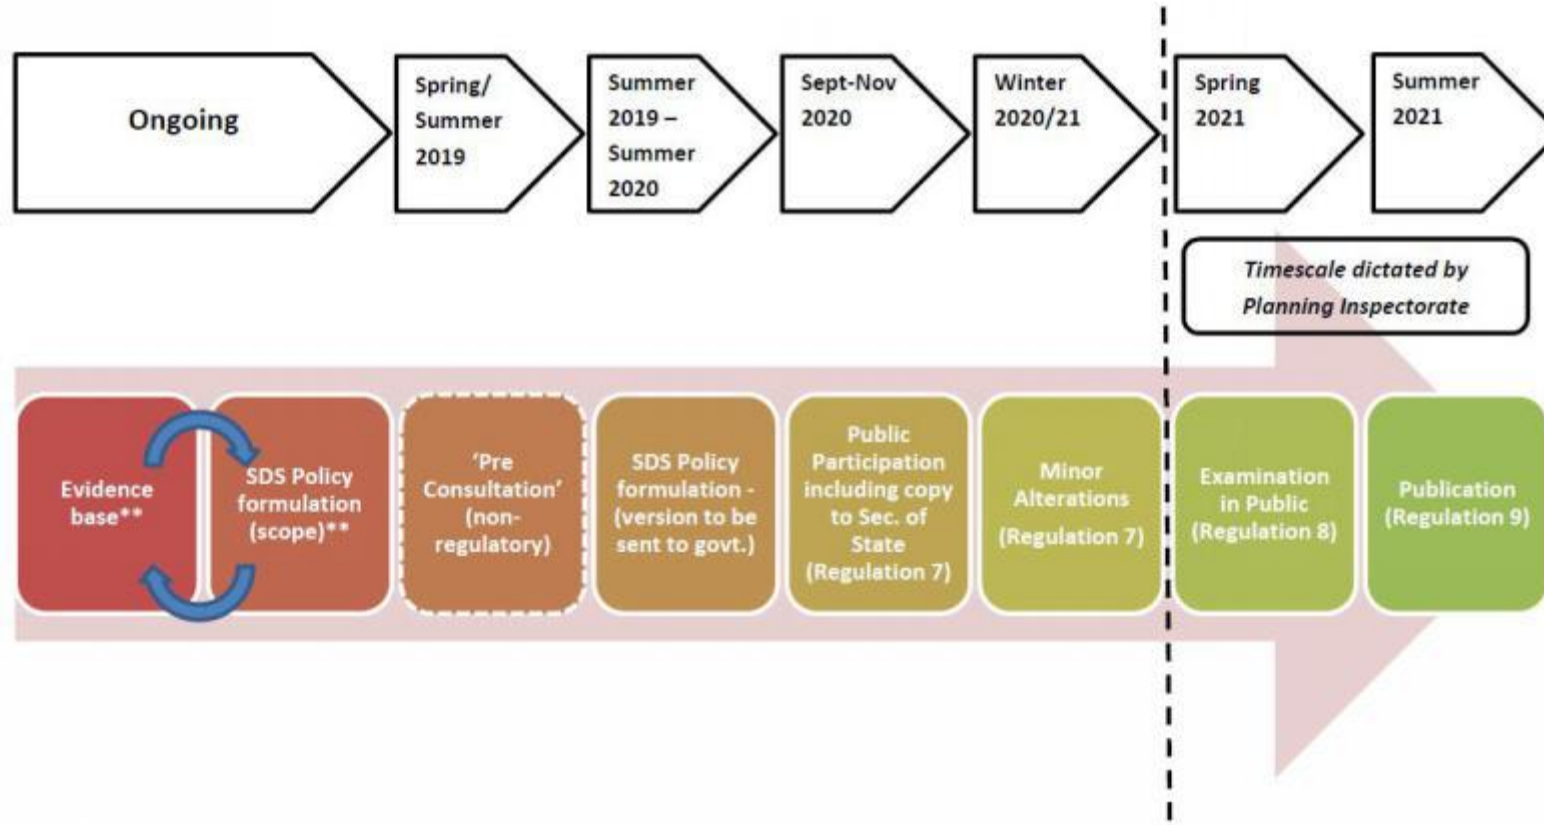 Ongoing
Spring/
Summer
2019
Summer
2019 –
Summer
2020
Sept-Nov
2020
Winter
2020/21
Spring
2021
Summer
2021
Timescale dictated by
Planning Inspectorate
Evidence
base**
SDS Policy
formulation
(scope)**
‘Pre
Consultation’
(non-
regulatory)
SDS Policy
formulation -
(version to be
sent to govt.)
Public
Participation
including copy
to Sec. of
State
(Regulation 7)
Minor
Alterations
(Regulation 7)
Examination
in Public
(Regulation 8)
Publication
(Regulation 9)